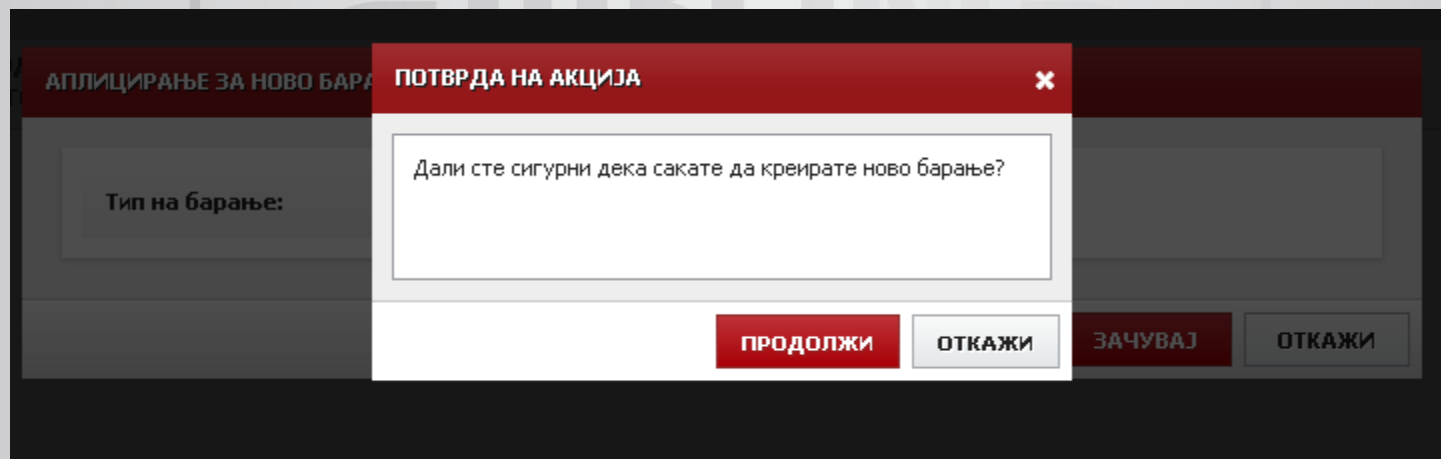 АПЛИЦИРАЊЕ ЗА НОВО
ПОТВРДА НА АКЦИЈА
Дали сте сигурни дека сакате да креирате ново барање?
Тип на барање:
ПРОДОЛЖИ
ОТКАЖИ
ЗАЧУВАЈ
ОТКАЖИ